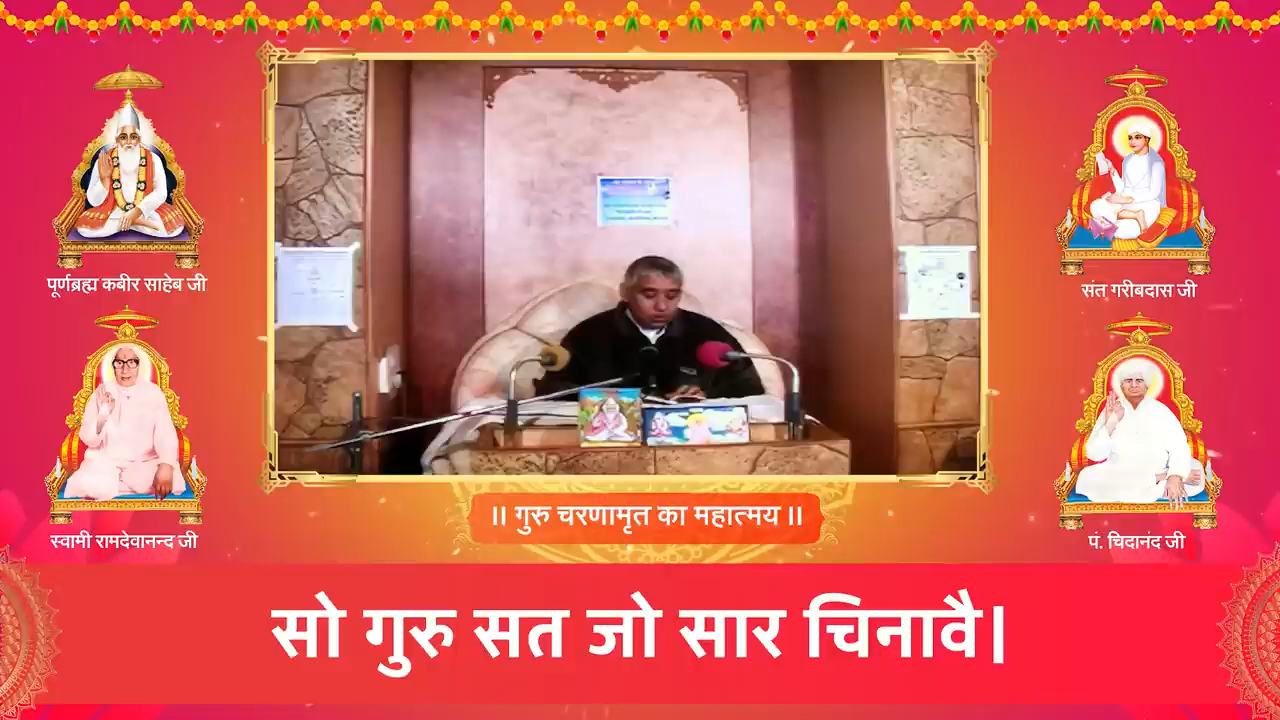 पूर्णब्रह्म कबीर साहेब जी
संत गरीबदास जी
स्वामी रामदेवानन्द जी
पं. चिदानंद जी
॥ गुरु चरणामृत का महात्मय ॥
सो गुरु सत जो सार चिनावै।